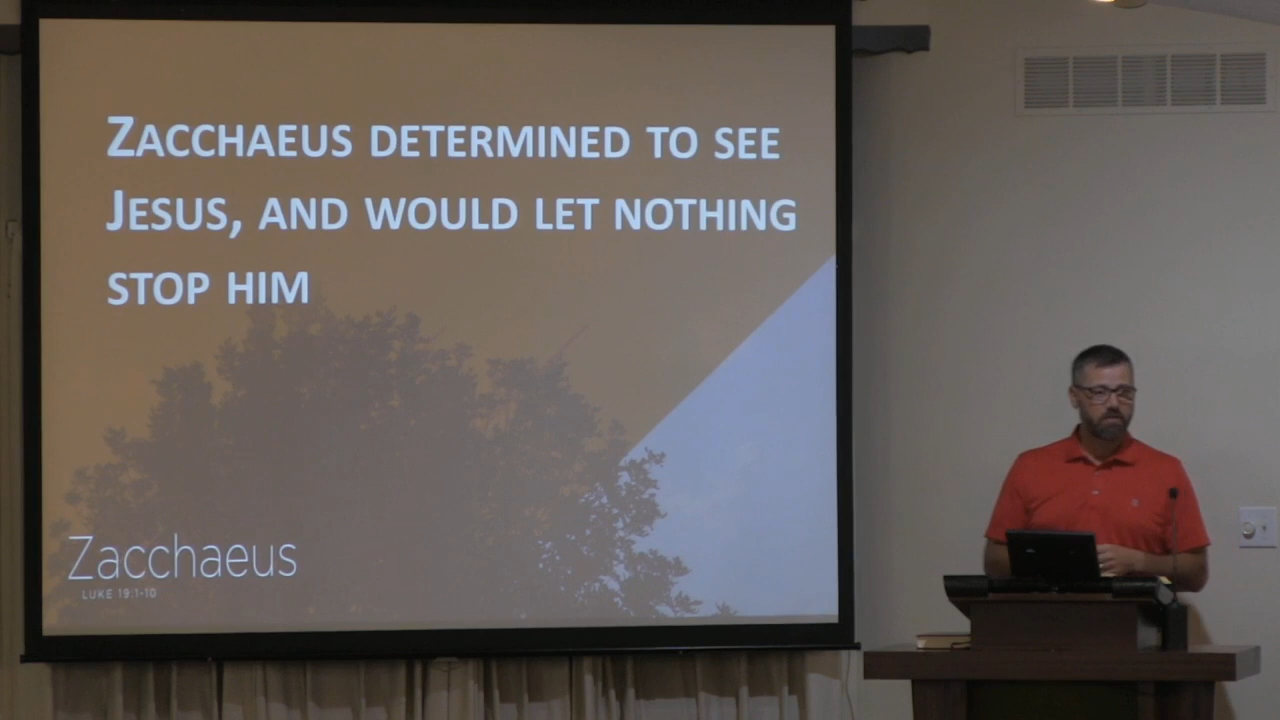 ZACCHAEUS DETERMINED TO SEE
JESUS, AND WOULD LET NOTHING
STOP HIM
Zacchaeus
LUKE 19:1-10